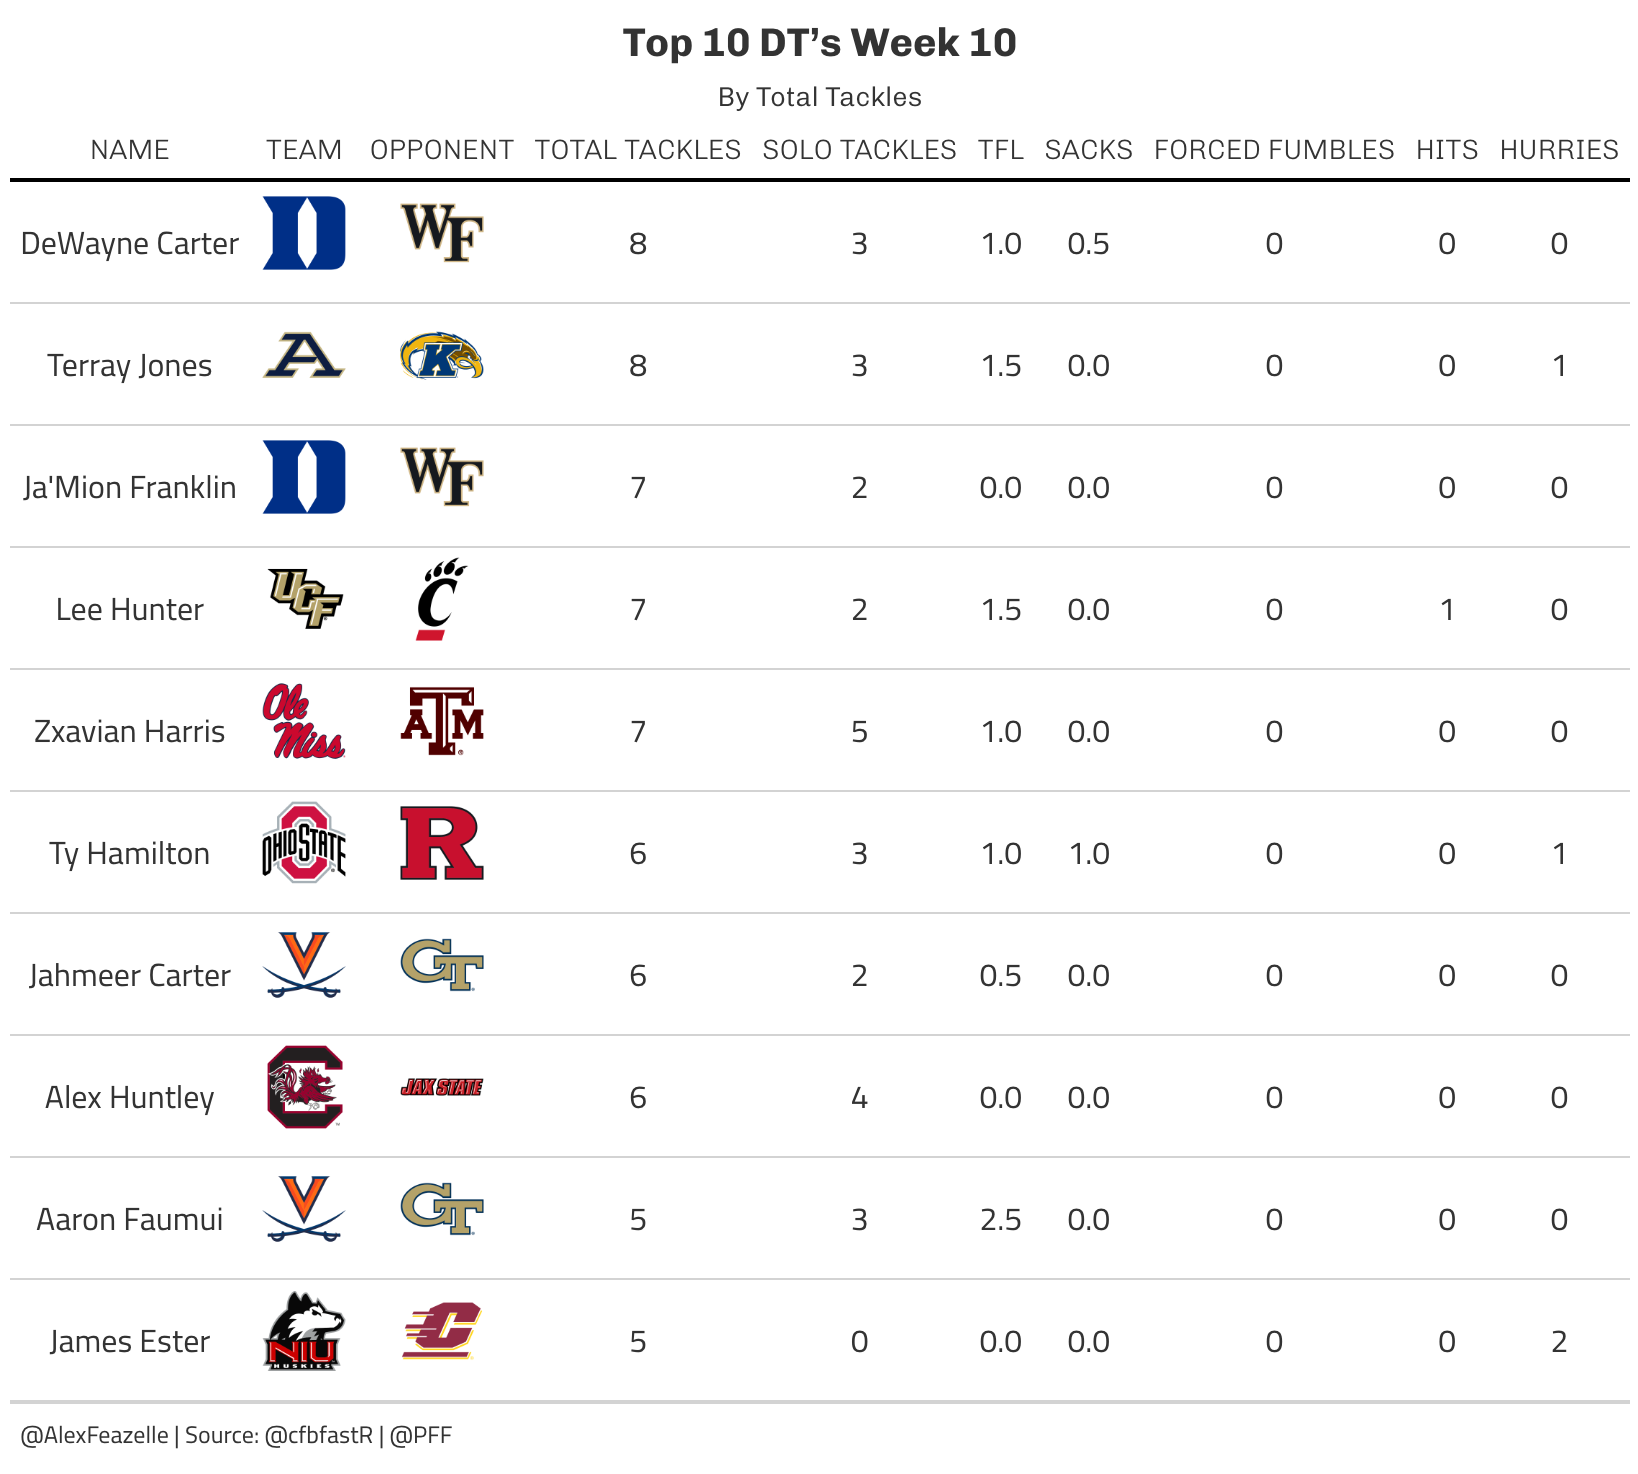 Top 10 DT’s Week 10
By Total Tackles
NAME TEAM OPPONENT TOTAL TACKLES SOLO TACKLES TFL SACKS FORCED FUMBLES HITS HURRIES
DeWayne Carter D WF 8 3 1.0 0.5 0 0 0
Terray Jones A K 8 3 1.5 0.0 0 0 1
Ja'Mion Franklin D WF 7 2 0.0 0.0 0 0 0
Lee Hunter UCF C 7 2 1.5 0.0 0 1 0
Zxavian Harris Ole Miss ATM 7 5 1.0 0.0 0 0 0
Ty Hamilton OHIO STATE R 6 3 1.0 1.0 0 0 1
Jahmeer Carter V GT 6 2 0.5 0.0 0 0 0
Alex Huntley C JAX STATE 6 4 0.0 0.0 0 0 0
Aaron Faumui V GT 5 3 2.5 0.0 0 0 0
James Ester NIU HUSKIES C 5 0 0.0 0.0 0 0 2
@AlexFeazelle | Source: @cfbfastR | @PFF